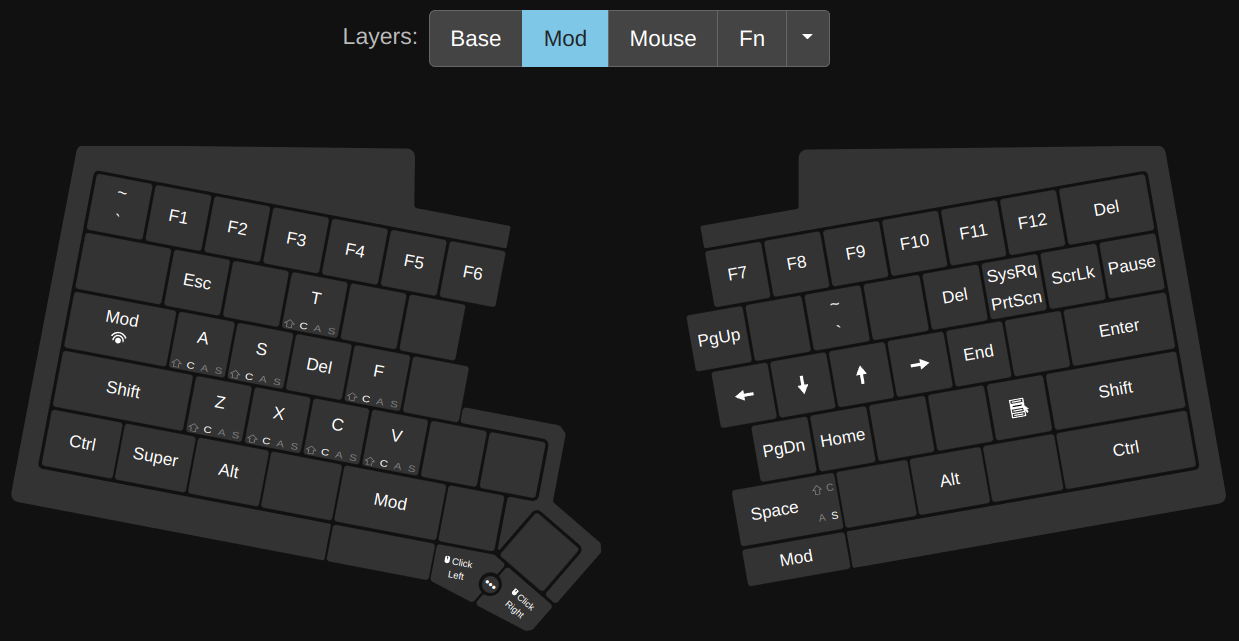 Layers: Base Mod Mouse Fn
~
` F1 F2 F3 F4 F5 F6
Esc T
⇧ C A S
Mod A S Del F
⇧ C A S ⇧ C A S ⇧ C A S
Shift Z X C V
⇧ C A S ⇧ C A S ⇧ C A S ⇧ C A S
Ctrl Super Alt Mod
Click
Left
Click
Right
F7 F8 F9 F10 F11 F12 Del
PgUp ~
` Del SysRq
PrtScn ScrLk Pause
← ↓ ↑ → End Enter
PgDn Home Shift
Space ⇧ C
A S Alt Ctrl
Mod